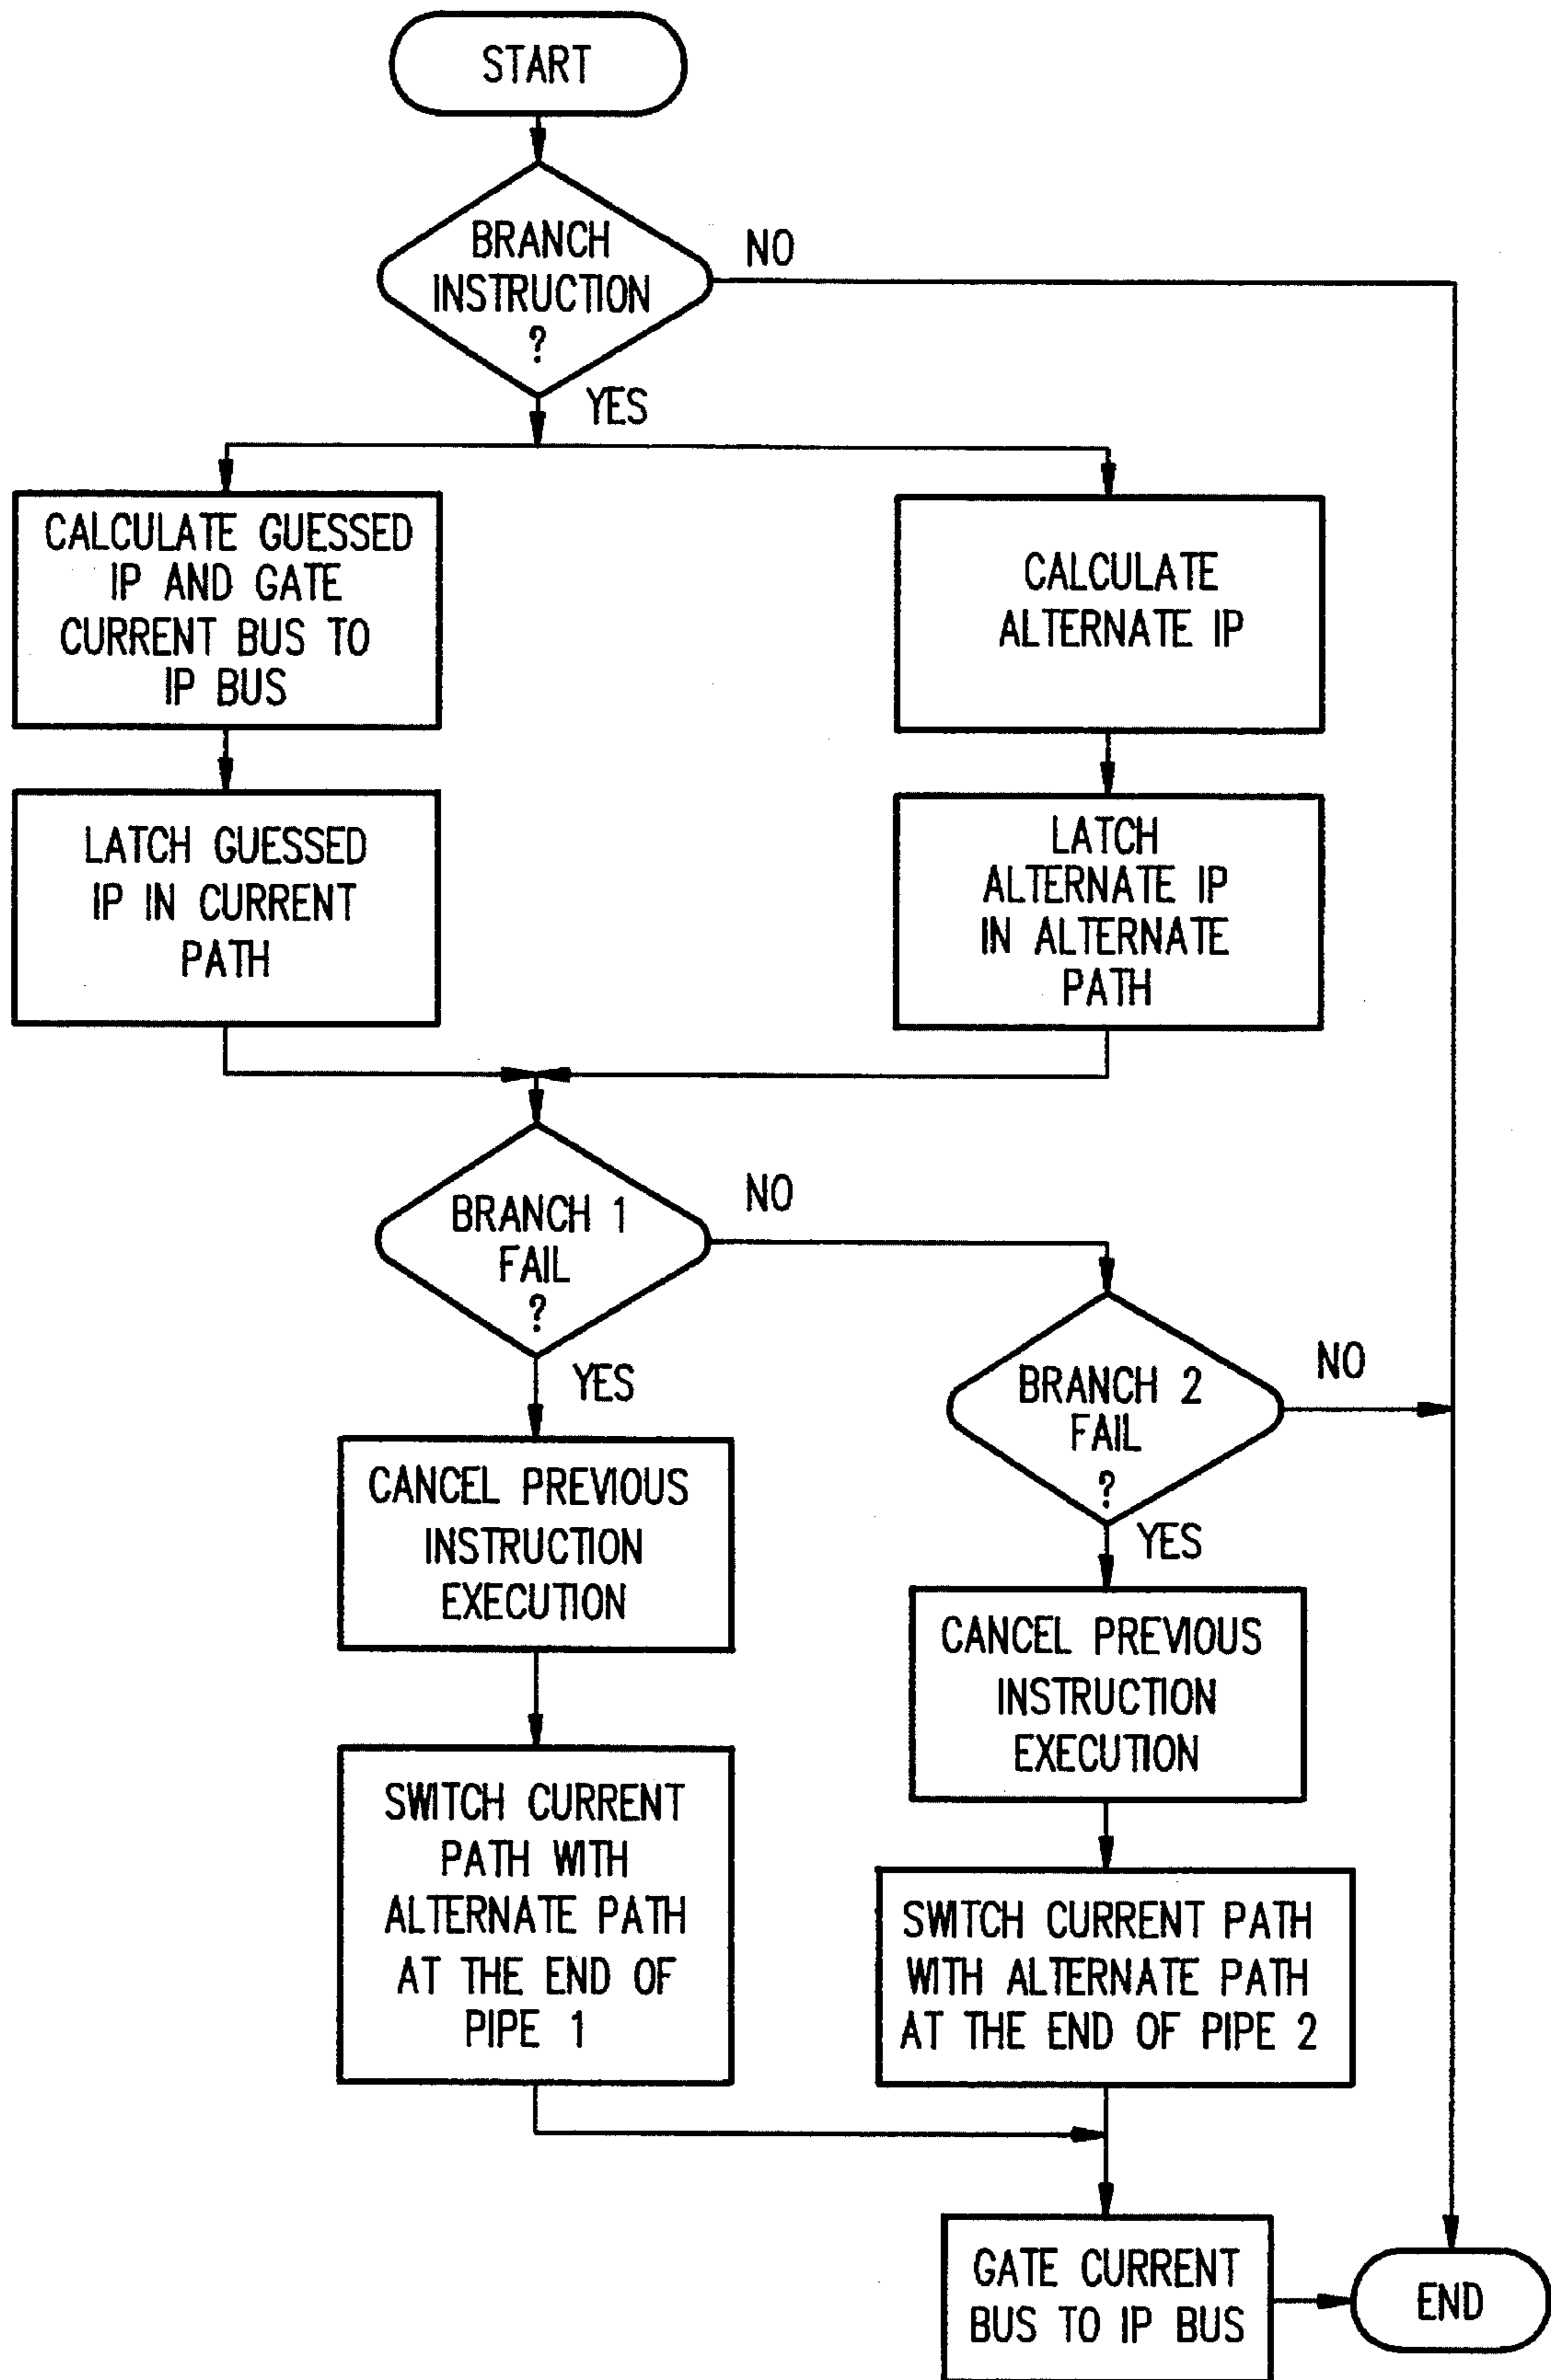 START
BRANCH
INSTRUCTION
?
NO
YES
CALCULATE GUESSED
IP AND GATE
CURRENT BUS TO
IP BUS
CALCULATE
ALTERNATE IP
LATCH GUESSED
IP IN CURRENT
PATH
LATCH
ALTERNATE IP
IN ALTERNATE
PATH
BRANCH 1
FAIL
?
NO
YES
BRANCH 2
FAIL
?
NO
YES
CANCEL PREVIOUS
INSTRUCTION
EXECUTION
CANCEL PREVIOUS
INSTRUCTION
EXECUTION
SWITCH CURRENT
PATH WITH
ALTERNATE PATH
AT THE END OF
PIPE 1
SWITCH CURRENT PATH
WITH ALTERNATE PATH
AT THE END OF PIPE 2
GATE CURRENT
BUS TO IP BUS
END